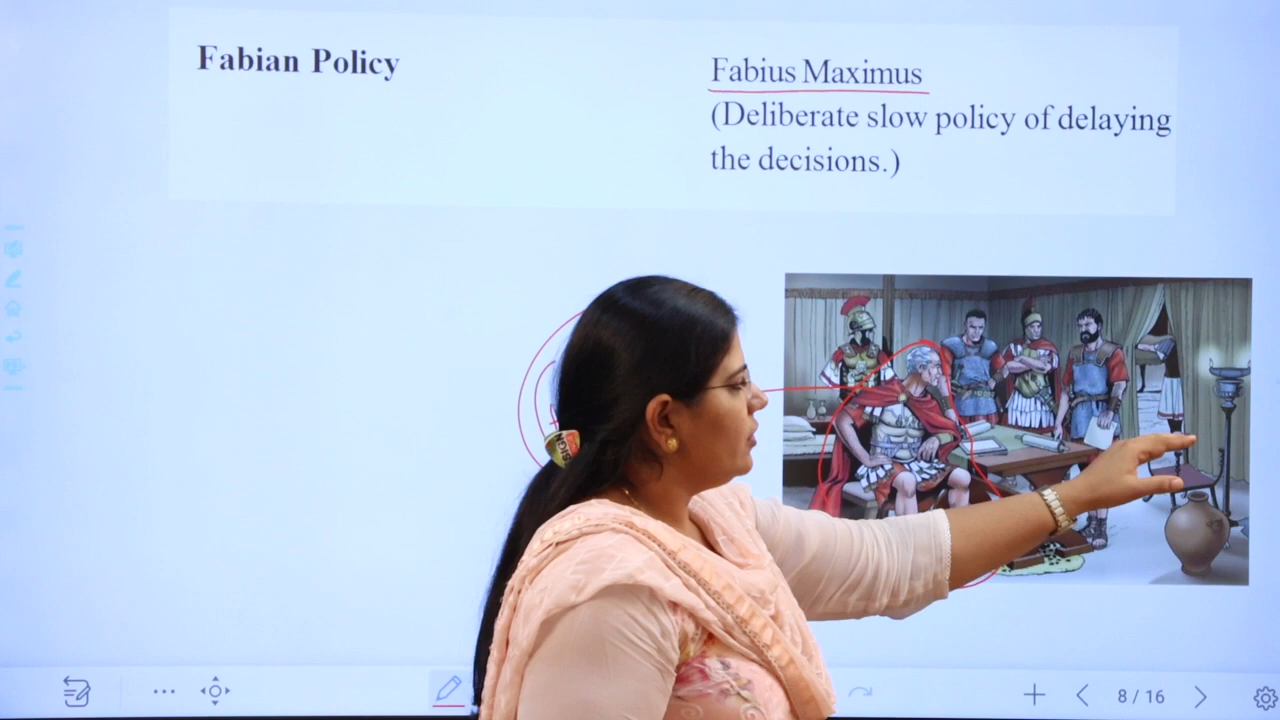 Fabian Policy
Fabius Maximus
(Deliberate slow policy of delaying
the decisions.)
8 / 16